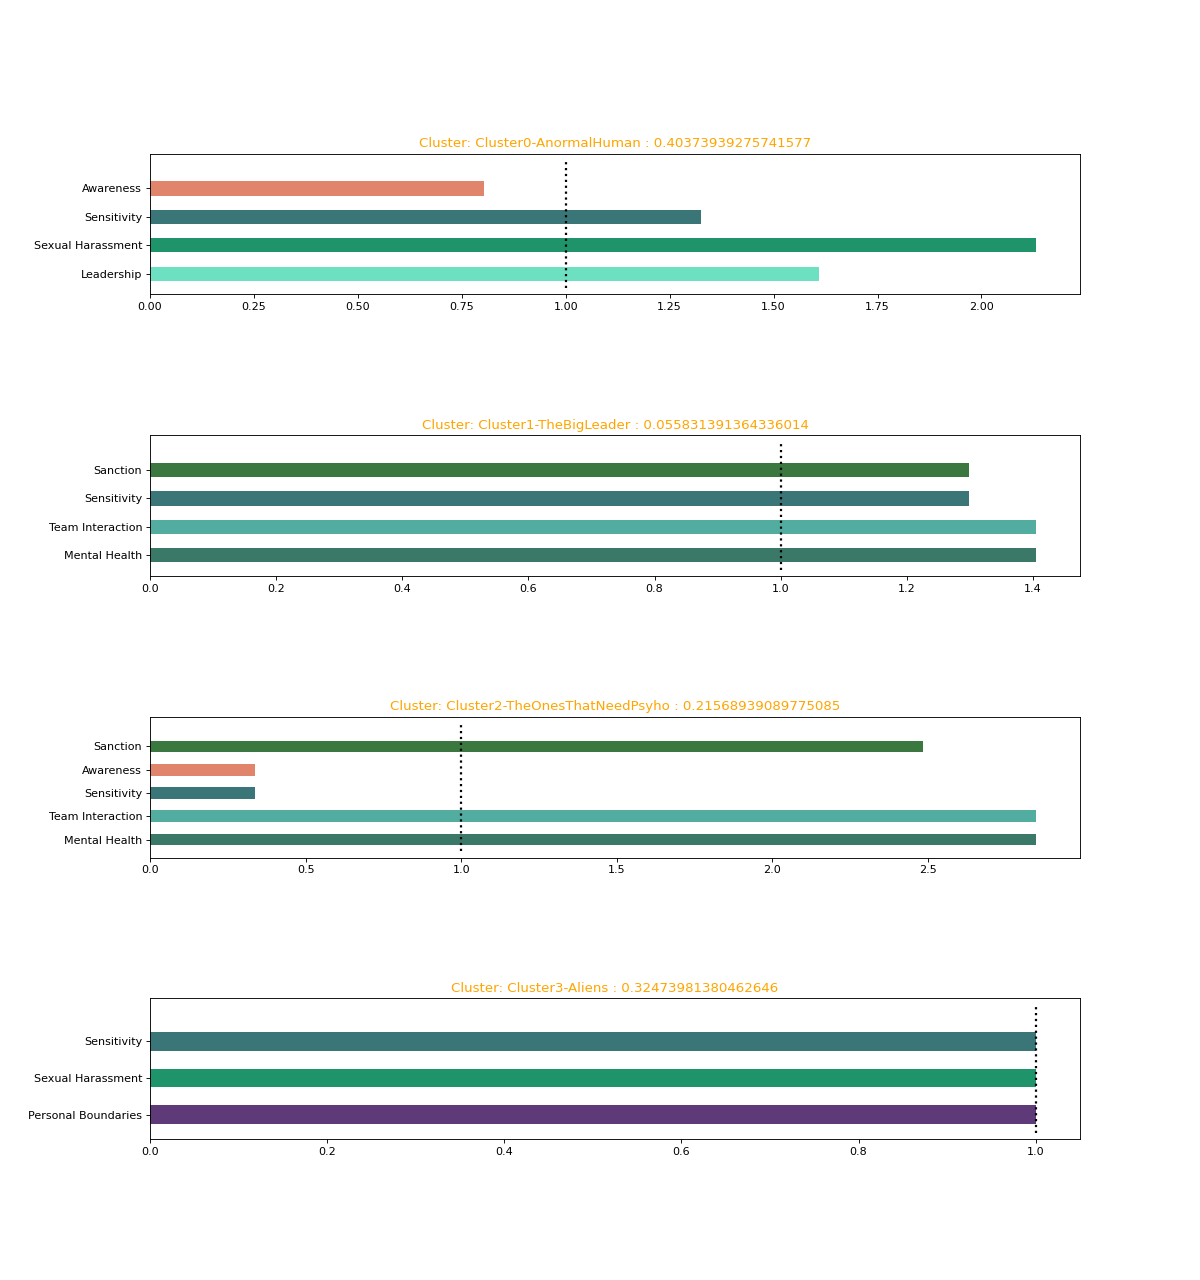 Cluster: Cluster0-AnormalHuman : 0.40373939275741577
Awareness
Sensitivity
Sexual Harassment
Leadership
0.00 0.25 0.50 0.75 1.00 1.25 1.50 1.75 2.00
Cluster: Cluster1-TheBigLeader : 0.055831391364336014
Sanction
Sensitivity
Team Interaction
Mental Health
0.0 0.2 0.4 0.6 0.8 1.0 1.2 1.4
Cluster: Cluster2-TheOnesThatNeedPsyho : 0.21568939089775085
Sanction
Awareness
Sensitivity
Team Interaction
Mental Health
0.0 0.5 1.0 1.5 2.0 2.5
Cluster: Cluster3-Aliens : 0.32473981380462646
Sensitivity
Sexual Harassment
Personal Boundaries
0.0 0.2 0.4 0.6 0.8 1.0